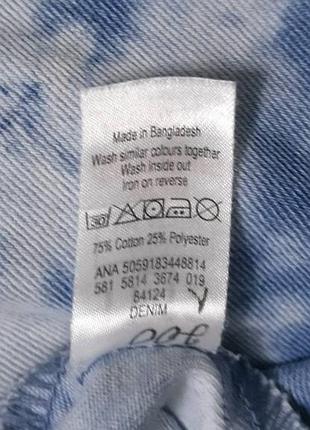 Made in Bangladesh
Wash similar colours together
Wash inside out
Iron on reverse
30
75% Cotton 25% Polyester
ANA 5059183448814
581 5814 3674 019
84124
DENIM